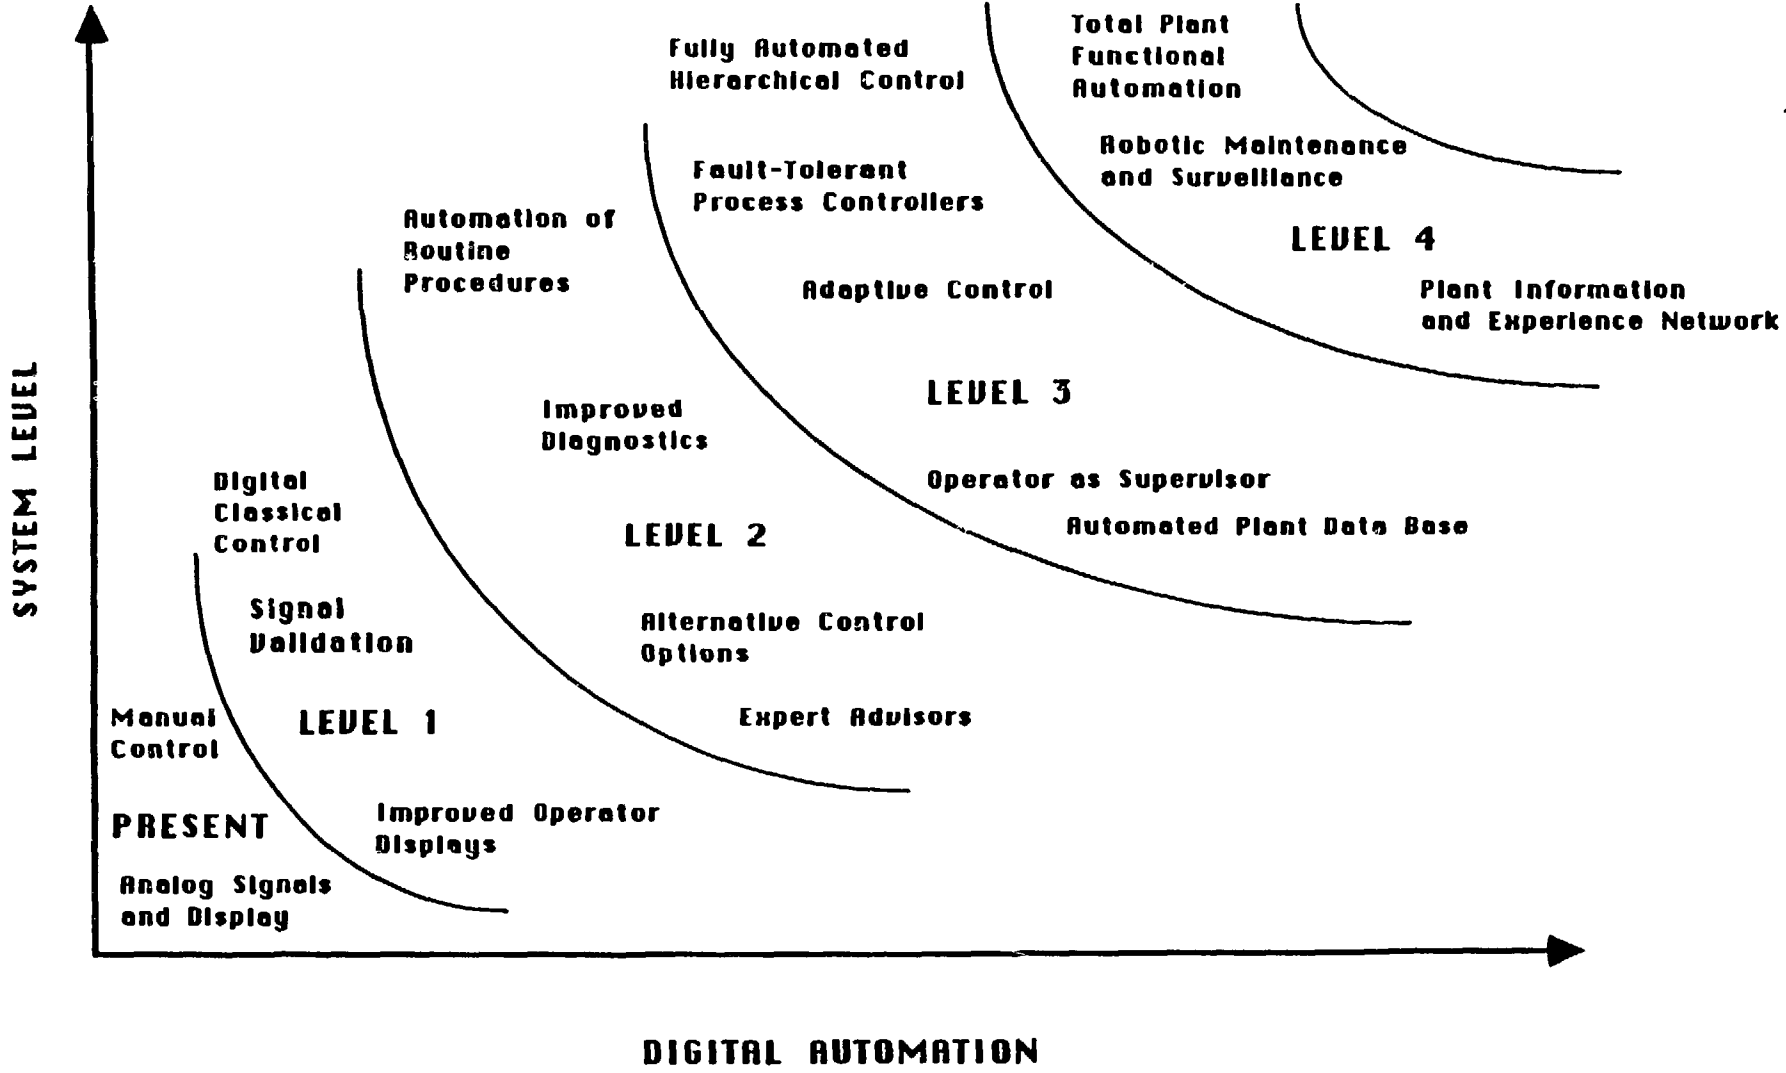 Total Plant
Functional
Automation
Fully Automated
Hierarchical Control
Robotic Maintenance
and Surveillance
Fault-Tolerant
Process Controllers
LEVEL 4
Automation of
Routine
Procedures
Adaptive Control
Plant Information
and Experience Network
SYSTEM LEVEL
LEVEL 3
Improved
Diagnostics
Operator as Supervisor
Automated Plant Data Base
Digital
Classical
Control
LEVEL 2
Signal
Validation
Alternative Control
Options
Expert Advisors
LEVEL 1
Manual
Control
Improved Operator
Displays
PRESENT
Analog Signals
and Display
DIGITAL AUTOMATION